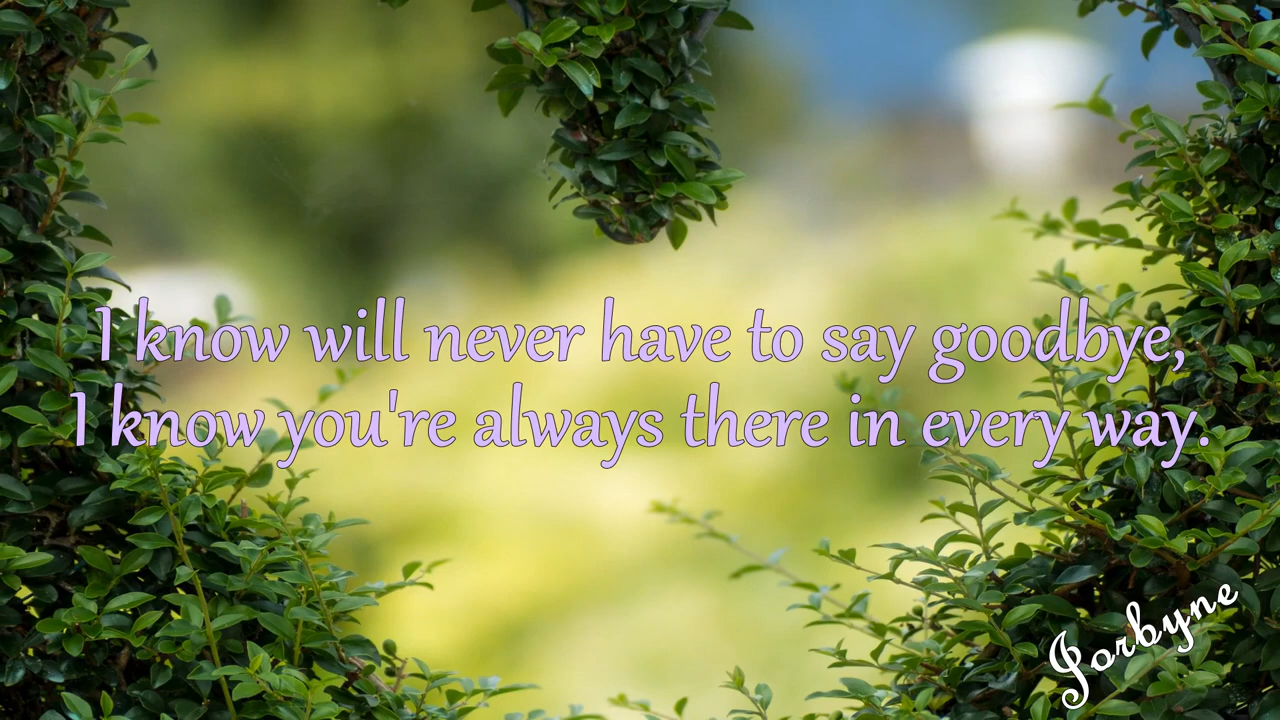 I know will never have to say goodbye,
I know you're always there in every way.
Jorbyne